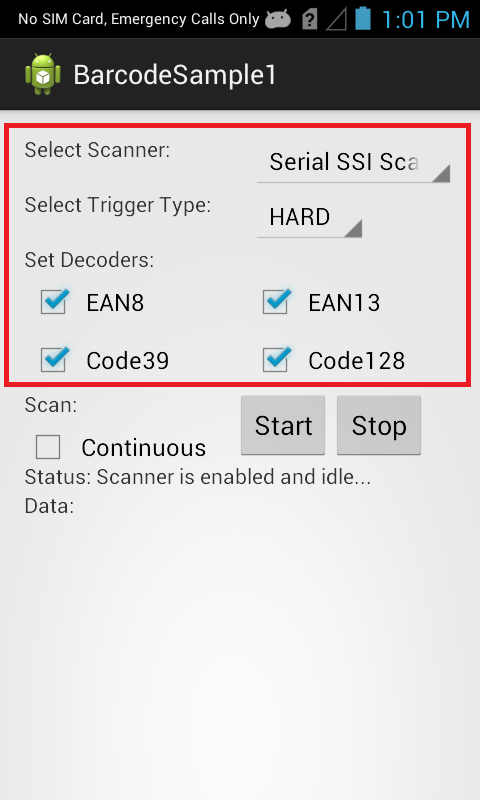 No SIM Card, Emergency Calls Only 1:01 PM
BarcodeSample1
Select Scanner: Serial SSI Sca
Select Trigger Type: HARD
Set Decoders:
EAN8 EAN13
Code39 Code128
Scan: Start Stop
Continuous
Status: Scanner is enabled and idle...
Data: